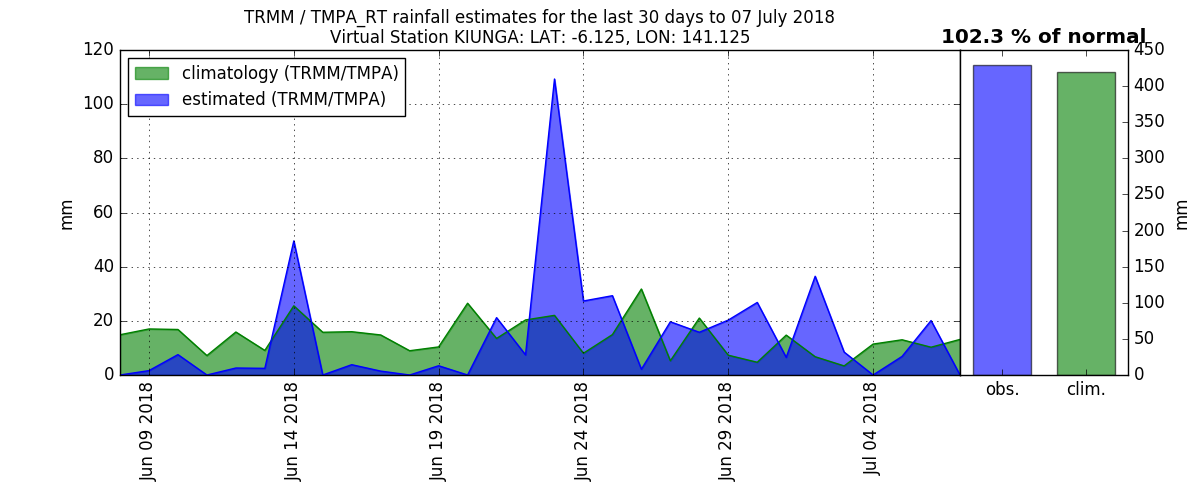 TRMM / TMPA_RT rainfall estimates for the last 30 days to 07 July 2018
Virtual Station KIUNGA: LAT: -6.125, LON: 141.125
102.3 % of normal
climatology (TRMM/TMPA)
estimated (TRMM/TMPA)
120
100
80
60
40
20
0
mm
Jun 09 2018
Jun 14 2018
Jun 19 2018
Jun 24 2018
Jun 29 2018
Jul 04 2018
450
400
350
300
250
200
150
100
50
0
mm
obs.
clim.